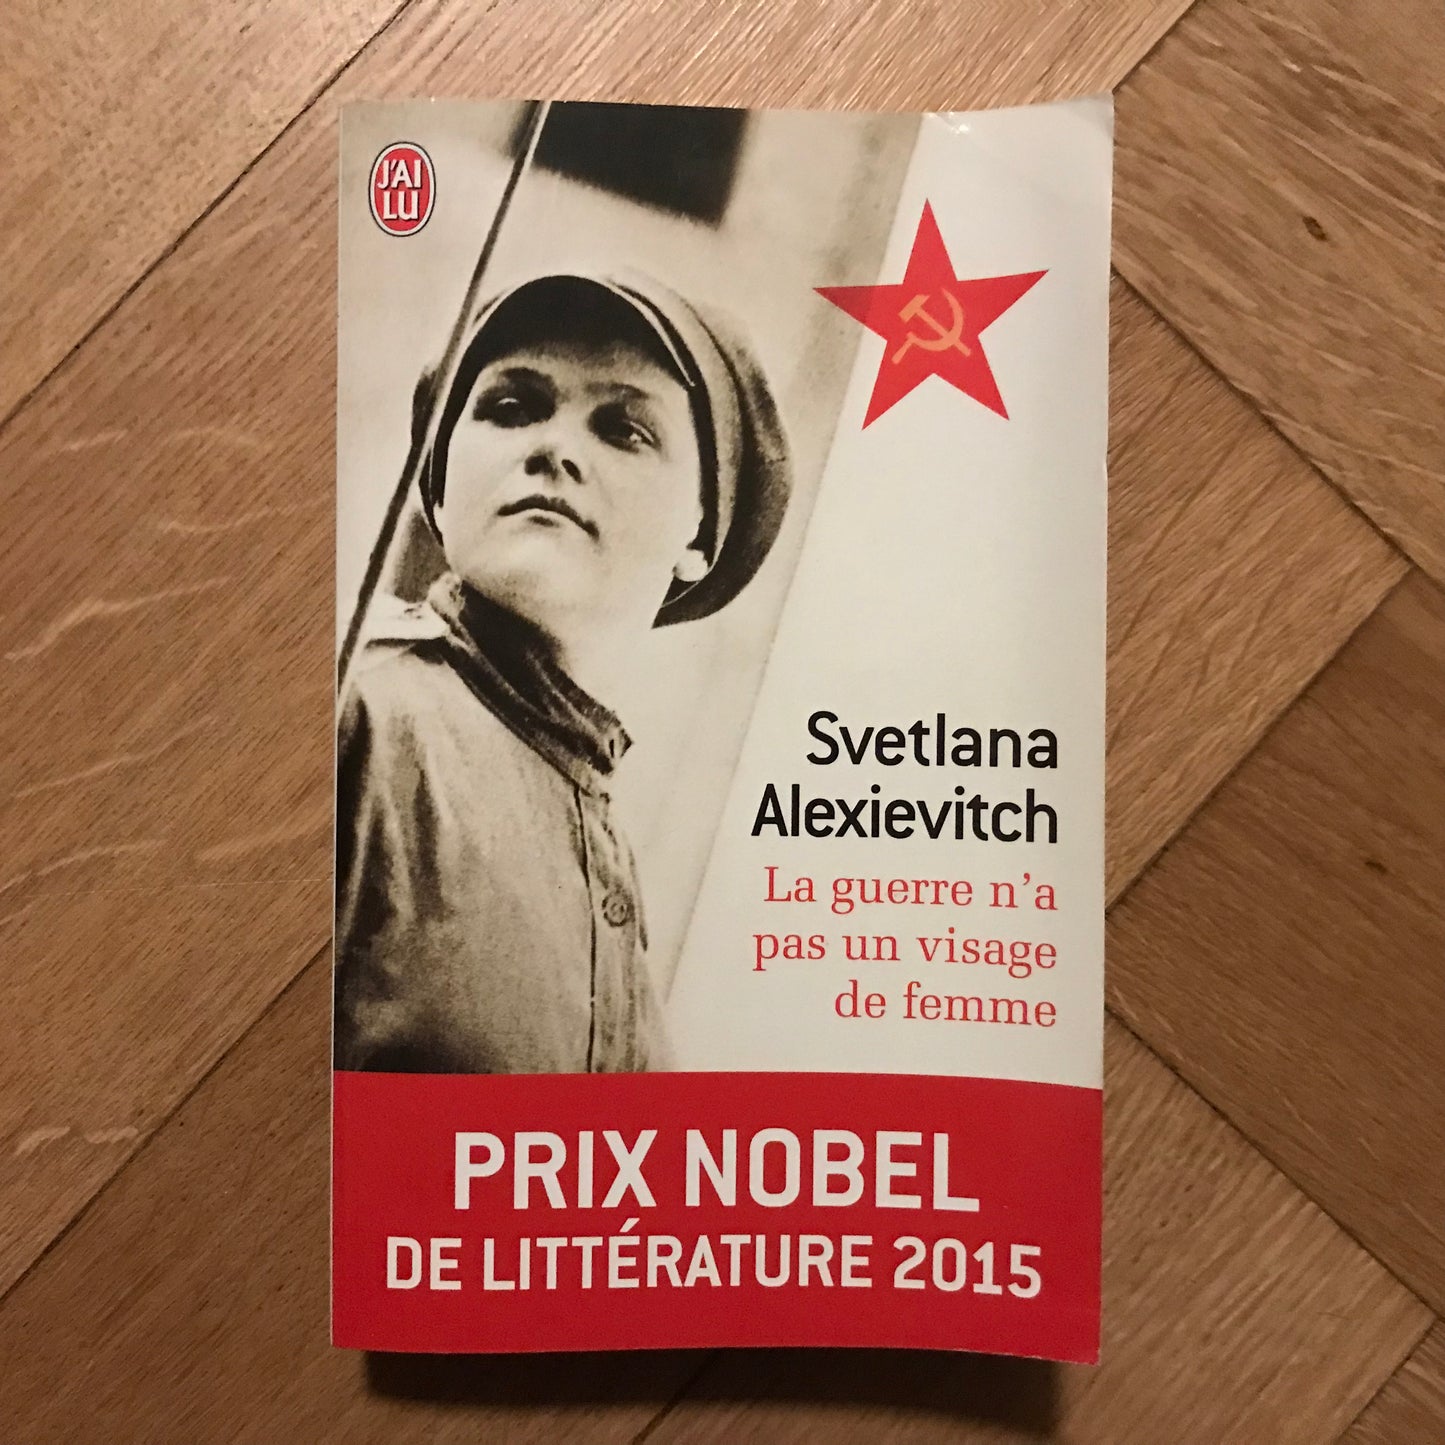 J'AI
LU
Svetlana
Alexievitch
La guerre n'a
pas un visage
de femme
PRIX NOBEL
DE LITTÉRATURE 2015